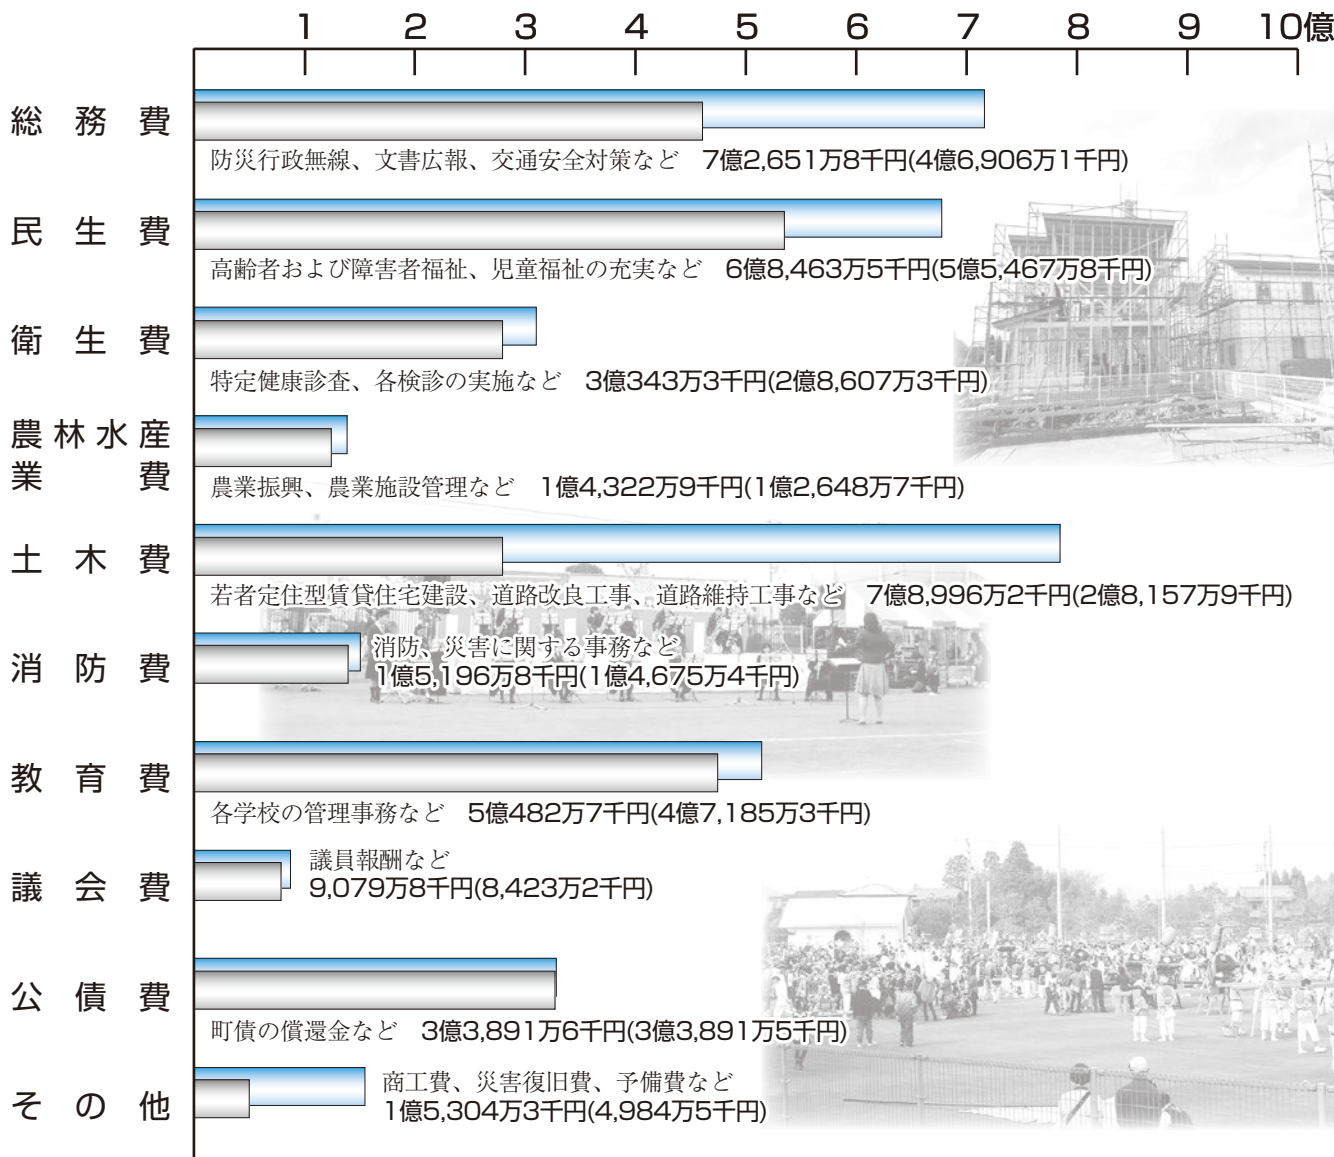 1 2 3 4 5 6 7 8 9 10億
総務費
防災行政無線、文書広報、交通安全対策など 7億2,651万8千円(4億6,906万1千円)
民生費
高齢者および障害者福祉、児童福祉の充実など 6億8,463万5千円(5億5,467万8千円)
衛生費
特定健康診査、各検診の実施など 3億343万3千円(2億8,607万3千円)
農林水産
業費
農業振興、農業施設管理など 1億4,322万9千円(1億2,648万7千円)
土木費
若者定住型賃貸住宅建設、道路改良工事、道路維持工事など 7億8,996万2千円(2億8,157万9千円)
消防費
消防、災害に関する事務など
1億5,196万8千円(1億4,675万4千円)
教育費
各学校の管理事務など 5億482万7千円(4億7,185万3千円)
議会費
議員報酬など
9,079万8千円(8,423万2千円)
公債費
町債の償還金など 3億3,891万6千円(3億3,891万5千円)
その他
商工費、災害復旧費、予備費など
1億5,304万3千円(4,984万5千円)